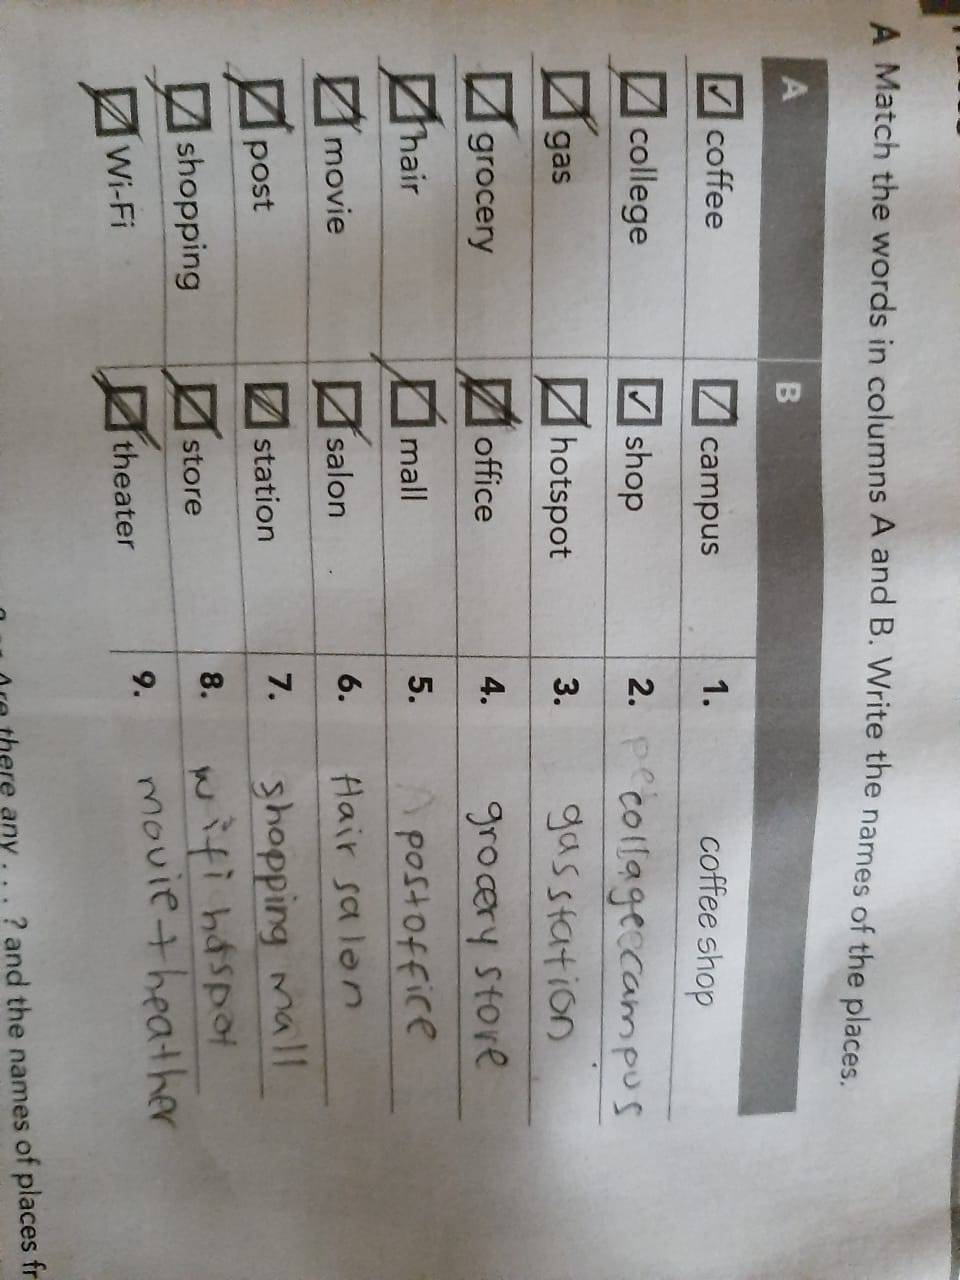 A Match the words in columns A and B. Write the names of the places.
A B
coffee campus 1. coffee shop
college shop 2. collagecampus
gas hotspot 3. gas station
grocery office 4. grocery store
hair mall 5. postoffice
movie salon 6. Hair salon
post station 7. shopping mall
shopping store 8. wifi hotspot
Wi-Fi theater 9. movie theather
Are there any . . . ? and the names of places fr